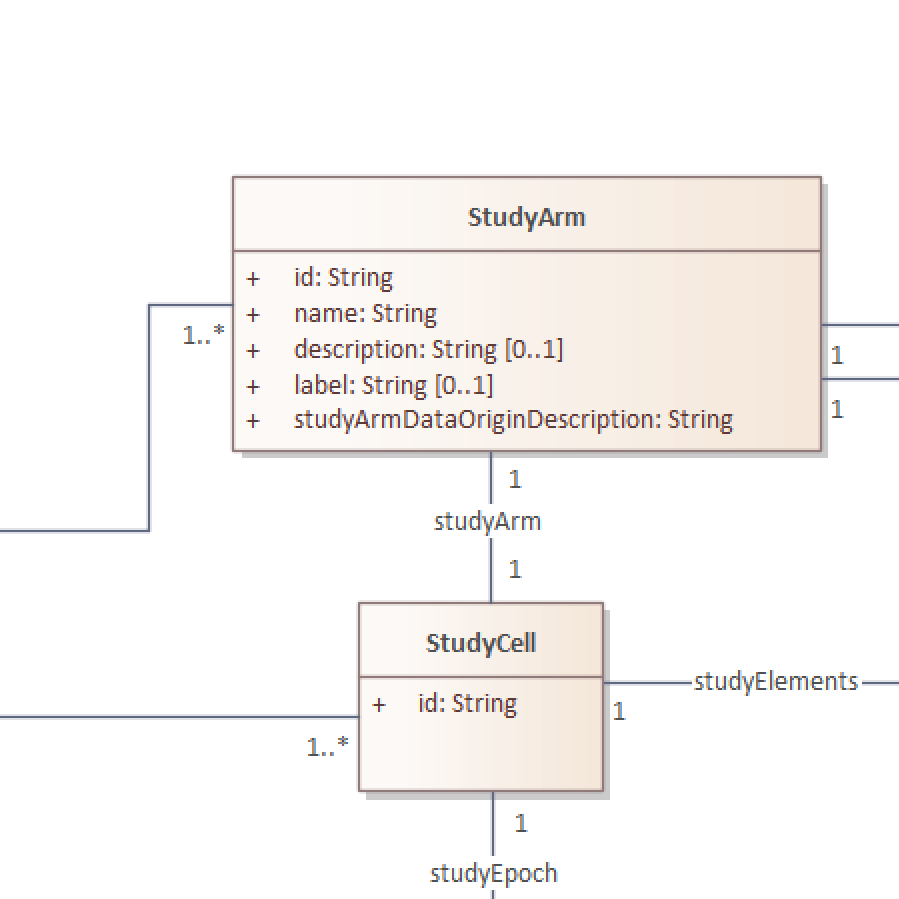 StudyArm
+ id: String
+ name: String
+ description: String [0..1]
+ label: String [0..1]
+ studyArmDataOriginDescription: String
1..*
1
1
1
studyArm
1
StudyCell
+ id: String
1..*
1
studyElements
1
studyEpoch